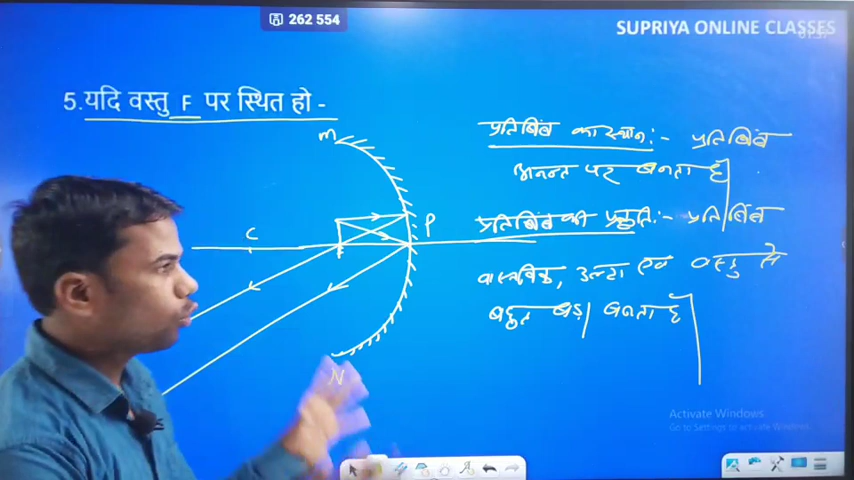 262 554
SUPRIYA ONLINE CLASSES
5.यदि वस्तु F पर स्थित हो -
प्रतिबिंब का स्थान:- प्रतिबिंब
अनन्त पर बनता है|
प्रतिबिंब की प्रकृति:- प्रतिबिंब
वास्तविक, उल्टा एवं वस्तु से
बहुत बड़ा बनता है|
M
C
F
P
N
Activate Windows
Go to Settings to activate Windows.